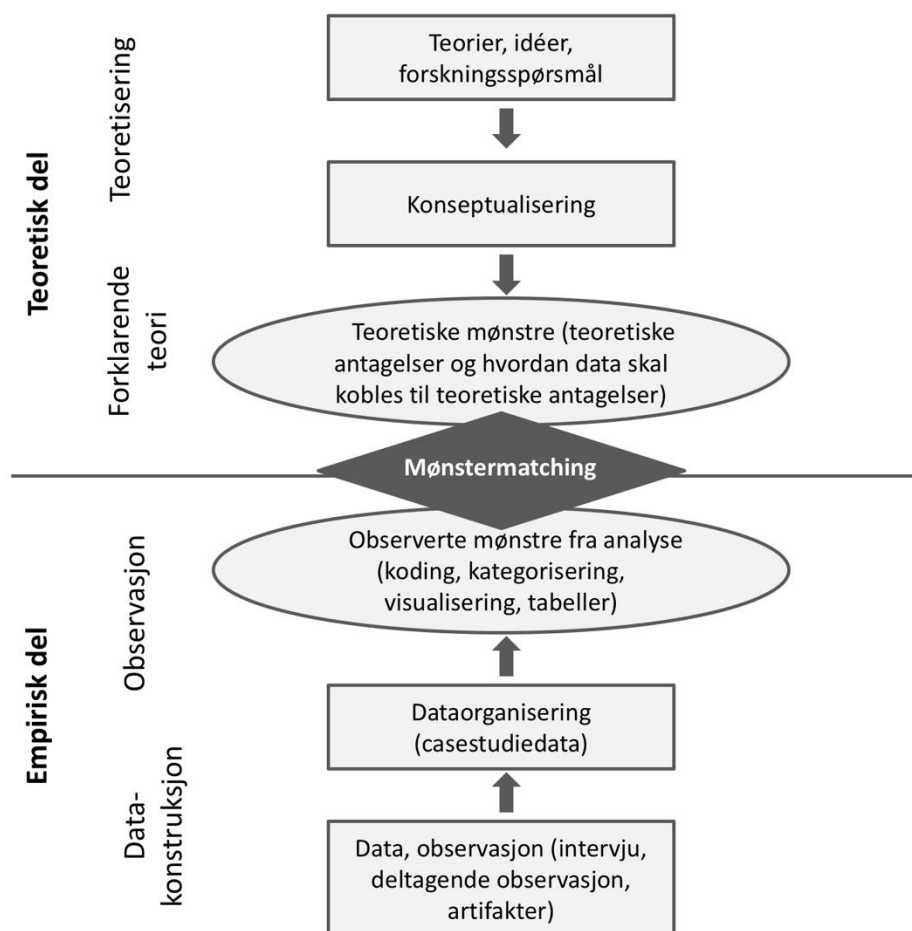 Teoretisk del
Teoretisering
Forklarende
teori
Teorier, idéer,
forskningsspørsmål
Konseptualisering
Teoretiske mønstre (teoretiske
antagelser og hvordan data skal
kobles til teoretiske antagelser)
Mønstermatching
Empirisk del
Observasjon
Data-
konstruksjon
Observerte mønstre fra analyse
(koding, kategorisering,
visualisering, tabeller)
Dataorganisering
(casestudiedata)
Data, observasjon (intervju,
deltagende observasjon,
artifakter)